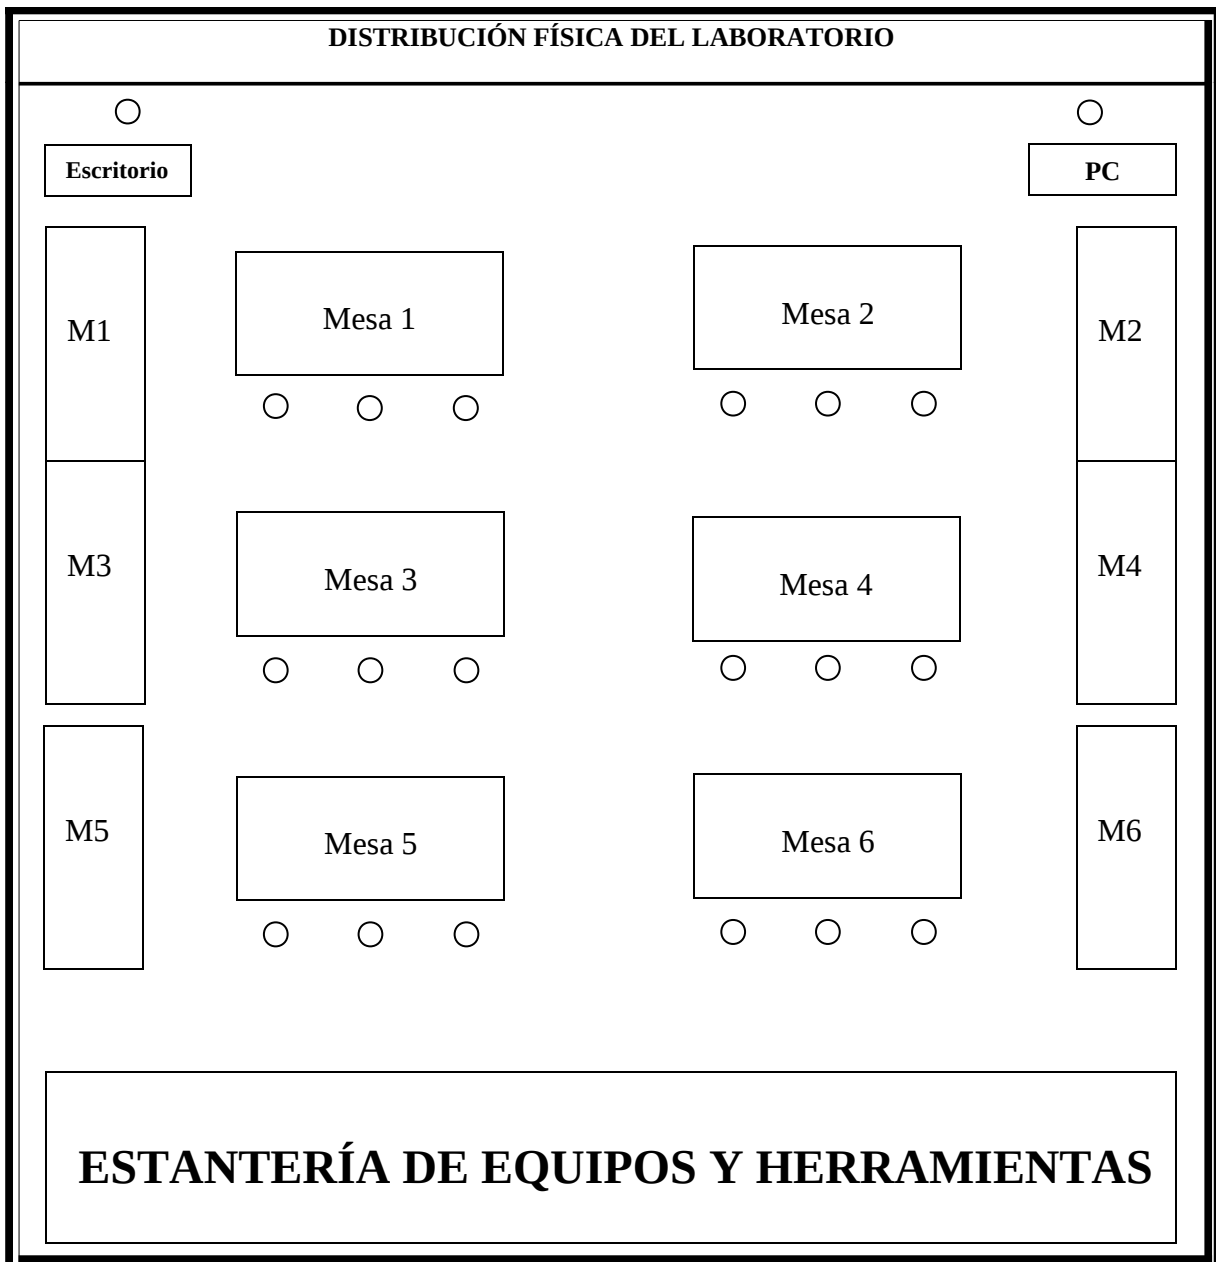 DISTRIBUCIÓN FÍSICA DEL LABORATORIO
Escritorio
PC
M1
Mesa 1
Mesa 2
M2
M3
Mesa 3
Mesa 4
M4
M5
Mesa 5
Mesa 6
M6
ESTANTERÍA DE EQUIPOS Y HERRAMIENTAS